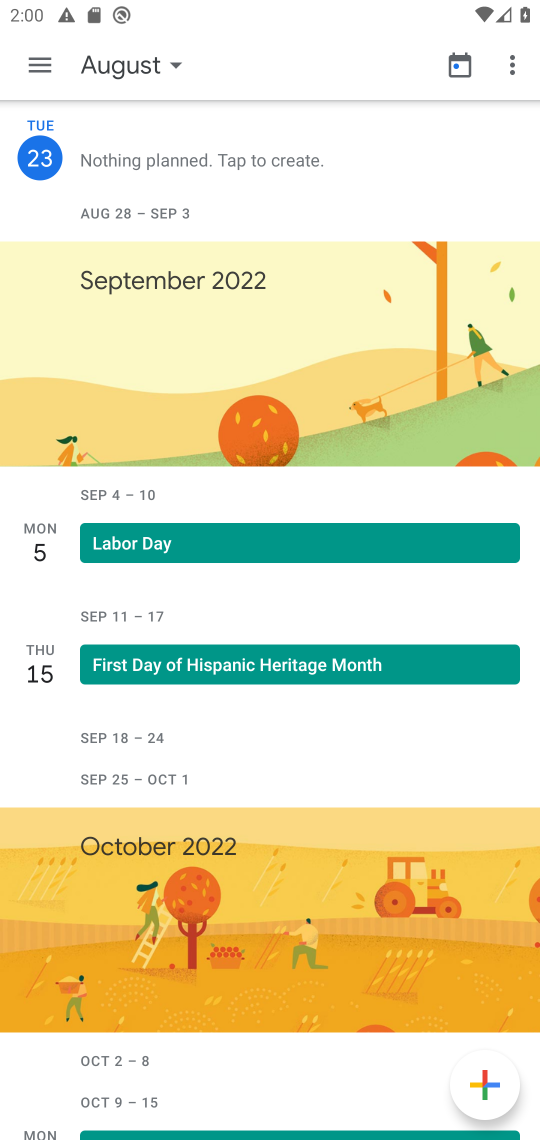 2:00
August
TUE
23
Nothing planned. Tap to create.
AUG 28 – SEP 3
September 2022
SEP 4 – 10
MON
5
Labor Day
SEP 11 – 17
THU
15
First Day of Hispanic Heritage Month
SEP 18 – 24
SEP 25 – OCT 1
October 2022
OCT 2 – 8
OCT 9 – 15
MON